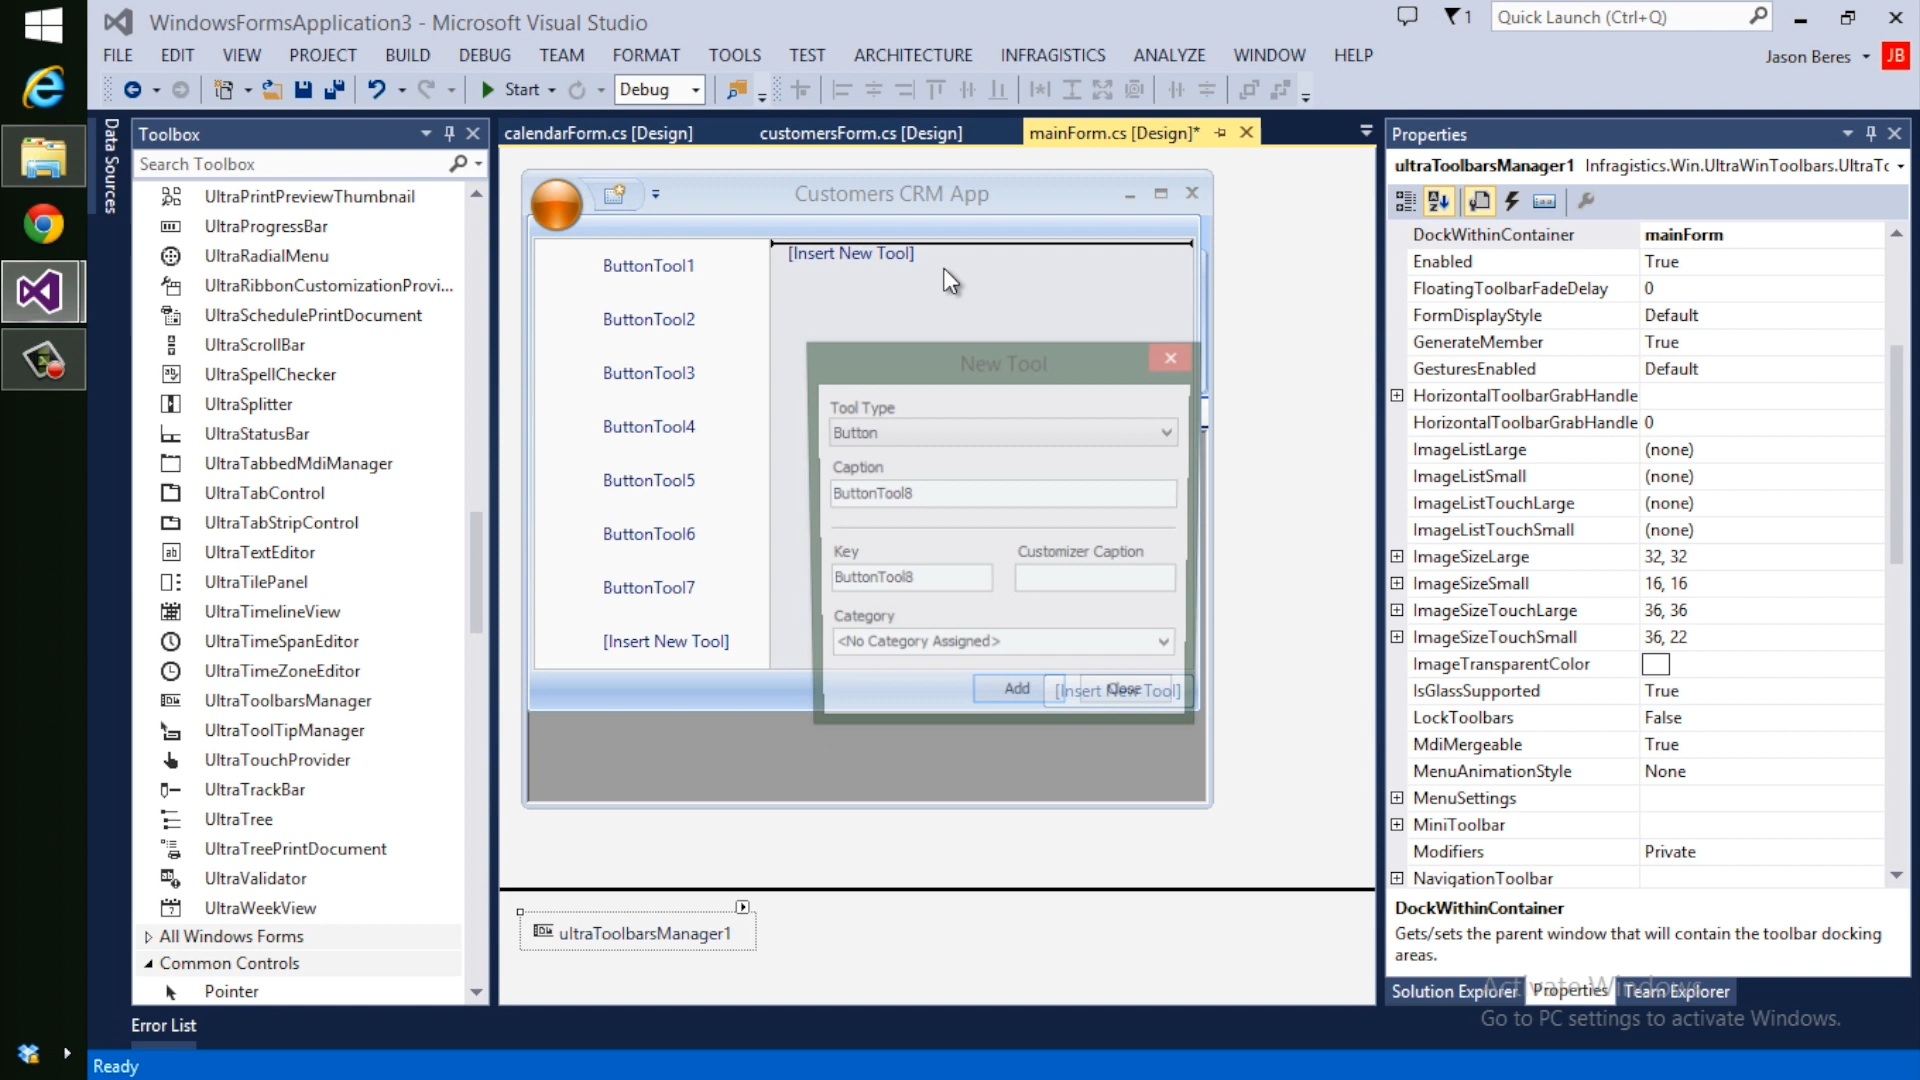 WindowsFormsApplication3 - Microsoft Visual Studio
1
Quick Launch (Ctrl+Q)
FILE EDIT VIEW PROJECT BUILD DEBUG TEAM FORMAT TOOLS TEST ARCHITECTURE INFRAGISTICS ANALYZE WINDOW HELP
Jason Beres JB
Start Debug
Data Sources
Toolbox
Search Toolbox
UltraPrintPreviewThumbnail
UltraProgressBar
UltraRadialMenu
UltraRibbonCustomizationProvi...
UltraSchedulePrintDocument
UltraScrollBar
UltraSpellChecker
UltraSplitter
UltraStatusBar
UltraTabbedMdiManager
UltraTabControl
UltraTabStripControl
UltraTextEditor
UltraTilePanel
UltraTimelineView
UltraTimeSpanEditor
UltraTimeZoneEditor
UltraToolbarsManager
UltraToolTipManager
UltraTouchProvider
UltraTrackBar
UltraTree
UltraTreePrintDocument
UltraValidator
UltraWeekView
All Windows Forms
Common Controls
Pointer
Error List
Ready
calendarForm.cs [Design] customersForm.cs [Design] mainForm.cs [Design]*
Customers CRM App
ButtonTool1
ButtonTool2
ButtonTool3
ButtonTool4
ButtonTool5
ButtonTool6
ButtonTool7
[Insert New Tool]
[Insert New Tool]
New Tool
Tool Type
Button
Caption
ButtonTool8
Key Customizer Caption
ButtonTool8
Category
<No Category Assigned>
Add Close
[Insert New Tool]
ultraToolbarsManager1
Properties
ultraToolbarsManager1 Infragistics.Win.UltraWinToolbars.UltraTc
DockWithinContainer mainForm
Enabled True
FloatingToolbarFadeDelay 0
FormDisplayStyle Default
GenerateMember True
GesturesEnabled Default
HorizontalToolbarGrabHandle
HorizontalToolbarGrabHandle 0
ImageListLarge (none)
ImageListSmall (none)
ImageListTouchLarge (none)
ImageListTouchSmall (none)
ImageSizeLarge 32, 32
ImageSizeSmall 16, 16
ImageSizeTouchLarge 36, 36
ImageSizeTouchSmall 36, 22
ImageTransparentColor
IsGlassSupported True
LockToolbars False
MdiMergeable True
MenuAnimationStyle None
MenuSettings
MiniToolbar
Modifiers Private
NavigationToolbar
DockWithinContainer
Gets/sets the parent window that will contain the toolbar docking
areas.
Solution Explorer Properties Team Explorer
Activate Windows
Go to PC settings to activate Windows.